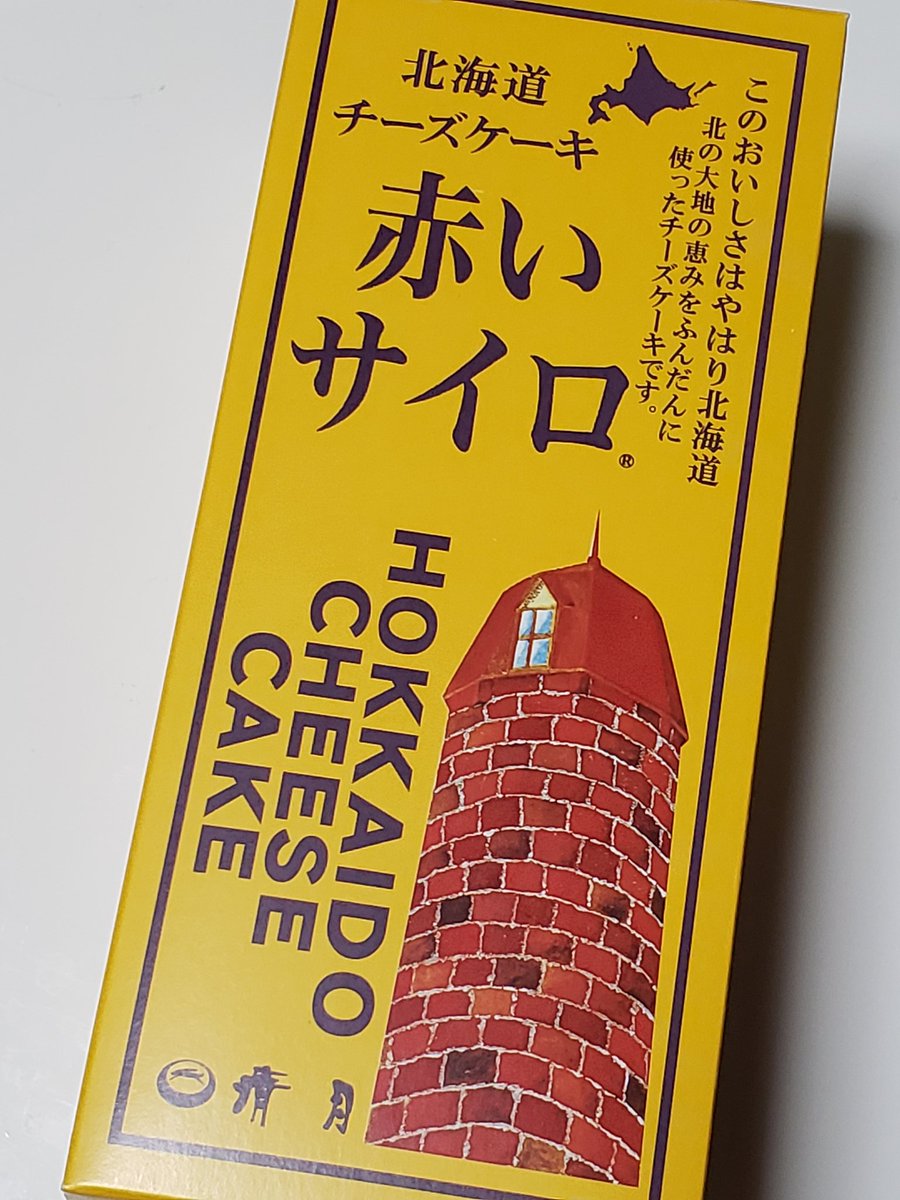 北海道
チーズケーキ
赤い
サイロ®
このおいしさはやはり北海道
北の大地の恵みをふんだんに
使ったチーズケーキです。
HOKKAIDO
CHEESE
CAKE
清月